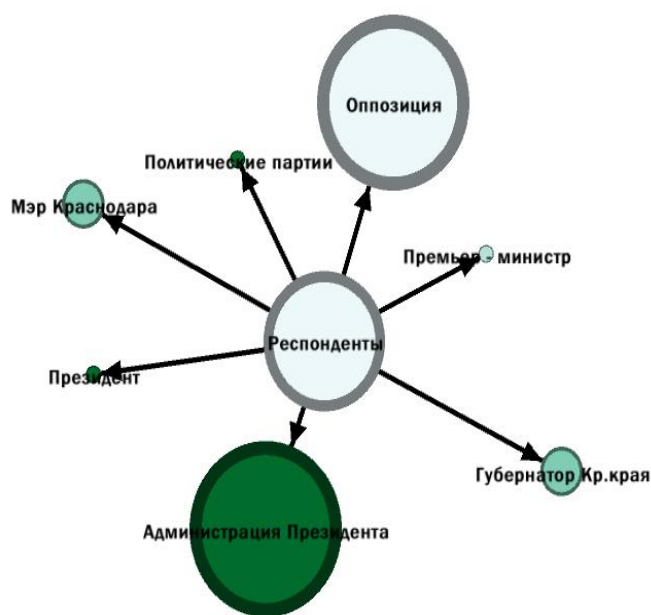 Оппозиция
Политические партии
Мэр Краснодара
Премьер - министр
Респонденты
Президент
Губернатор Кр.края
Администрация Президента